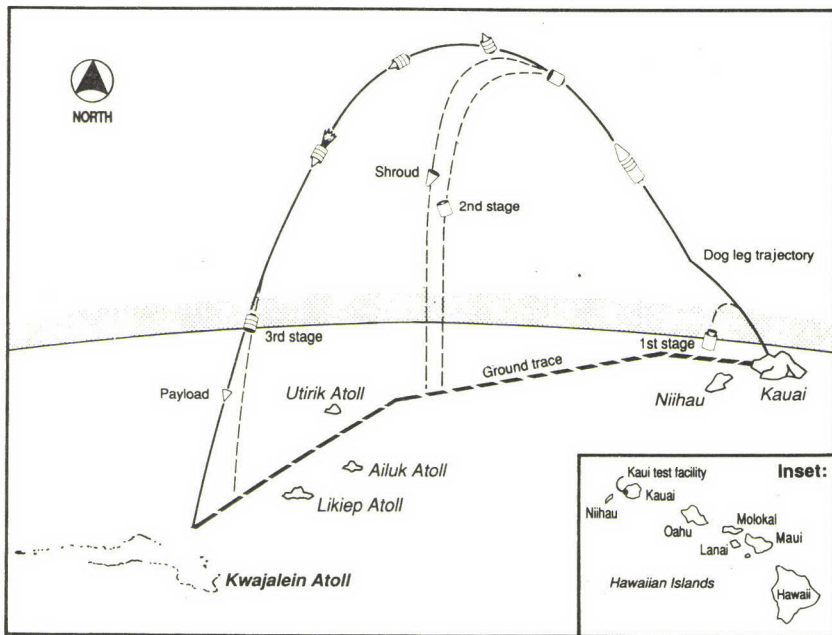 NORTH
Shroud
2nd stage
Dog leg trajectory
3rd stage
1st stage
Ground trace
Payload
Utirik Atoll
Niihau
Kauai
Ailuk Atoll
Likiep Atoll
Kwajalein Atoll
Inset:
Kaui test facility
Kauai
Niihau
Oahu
Molokal
Maui
Lanai
Hawaiian Islands
Hawaii